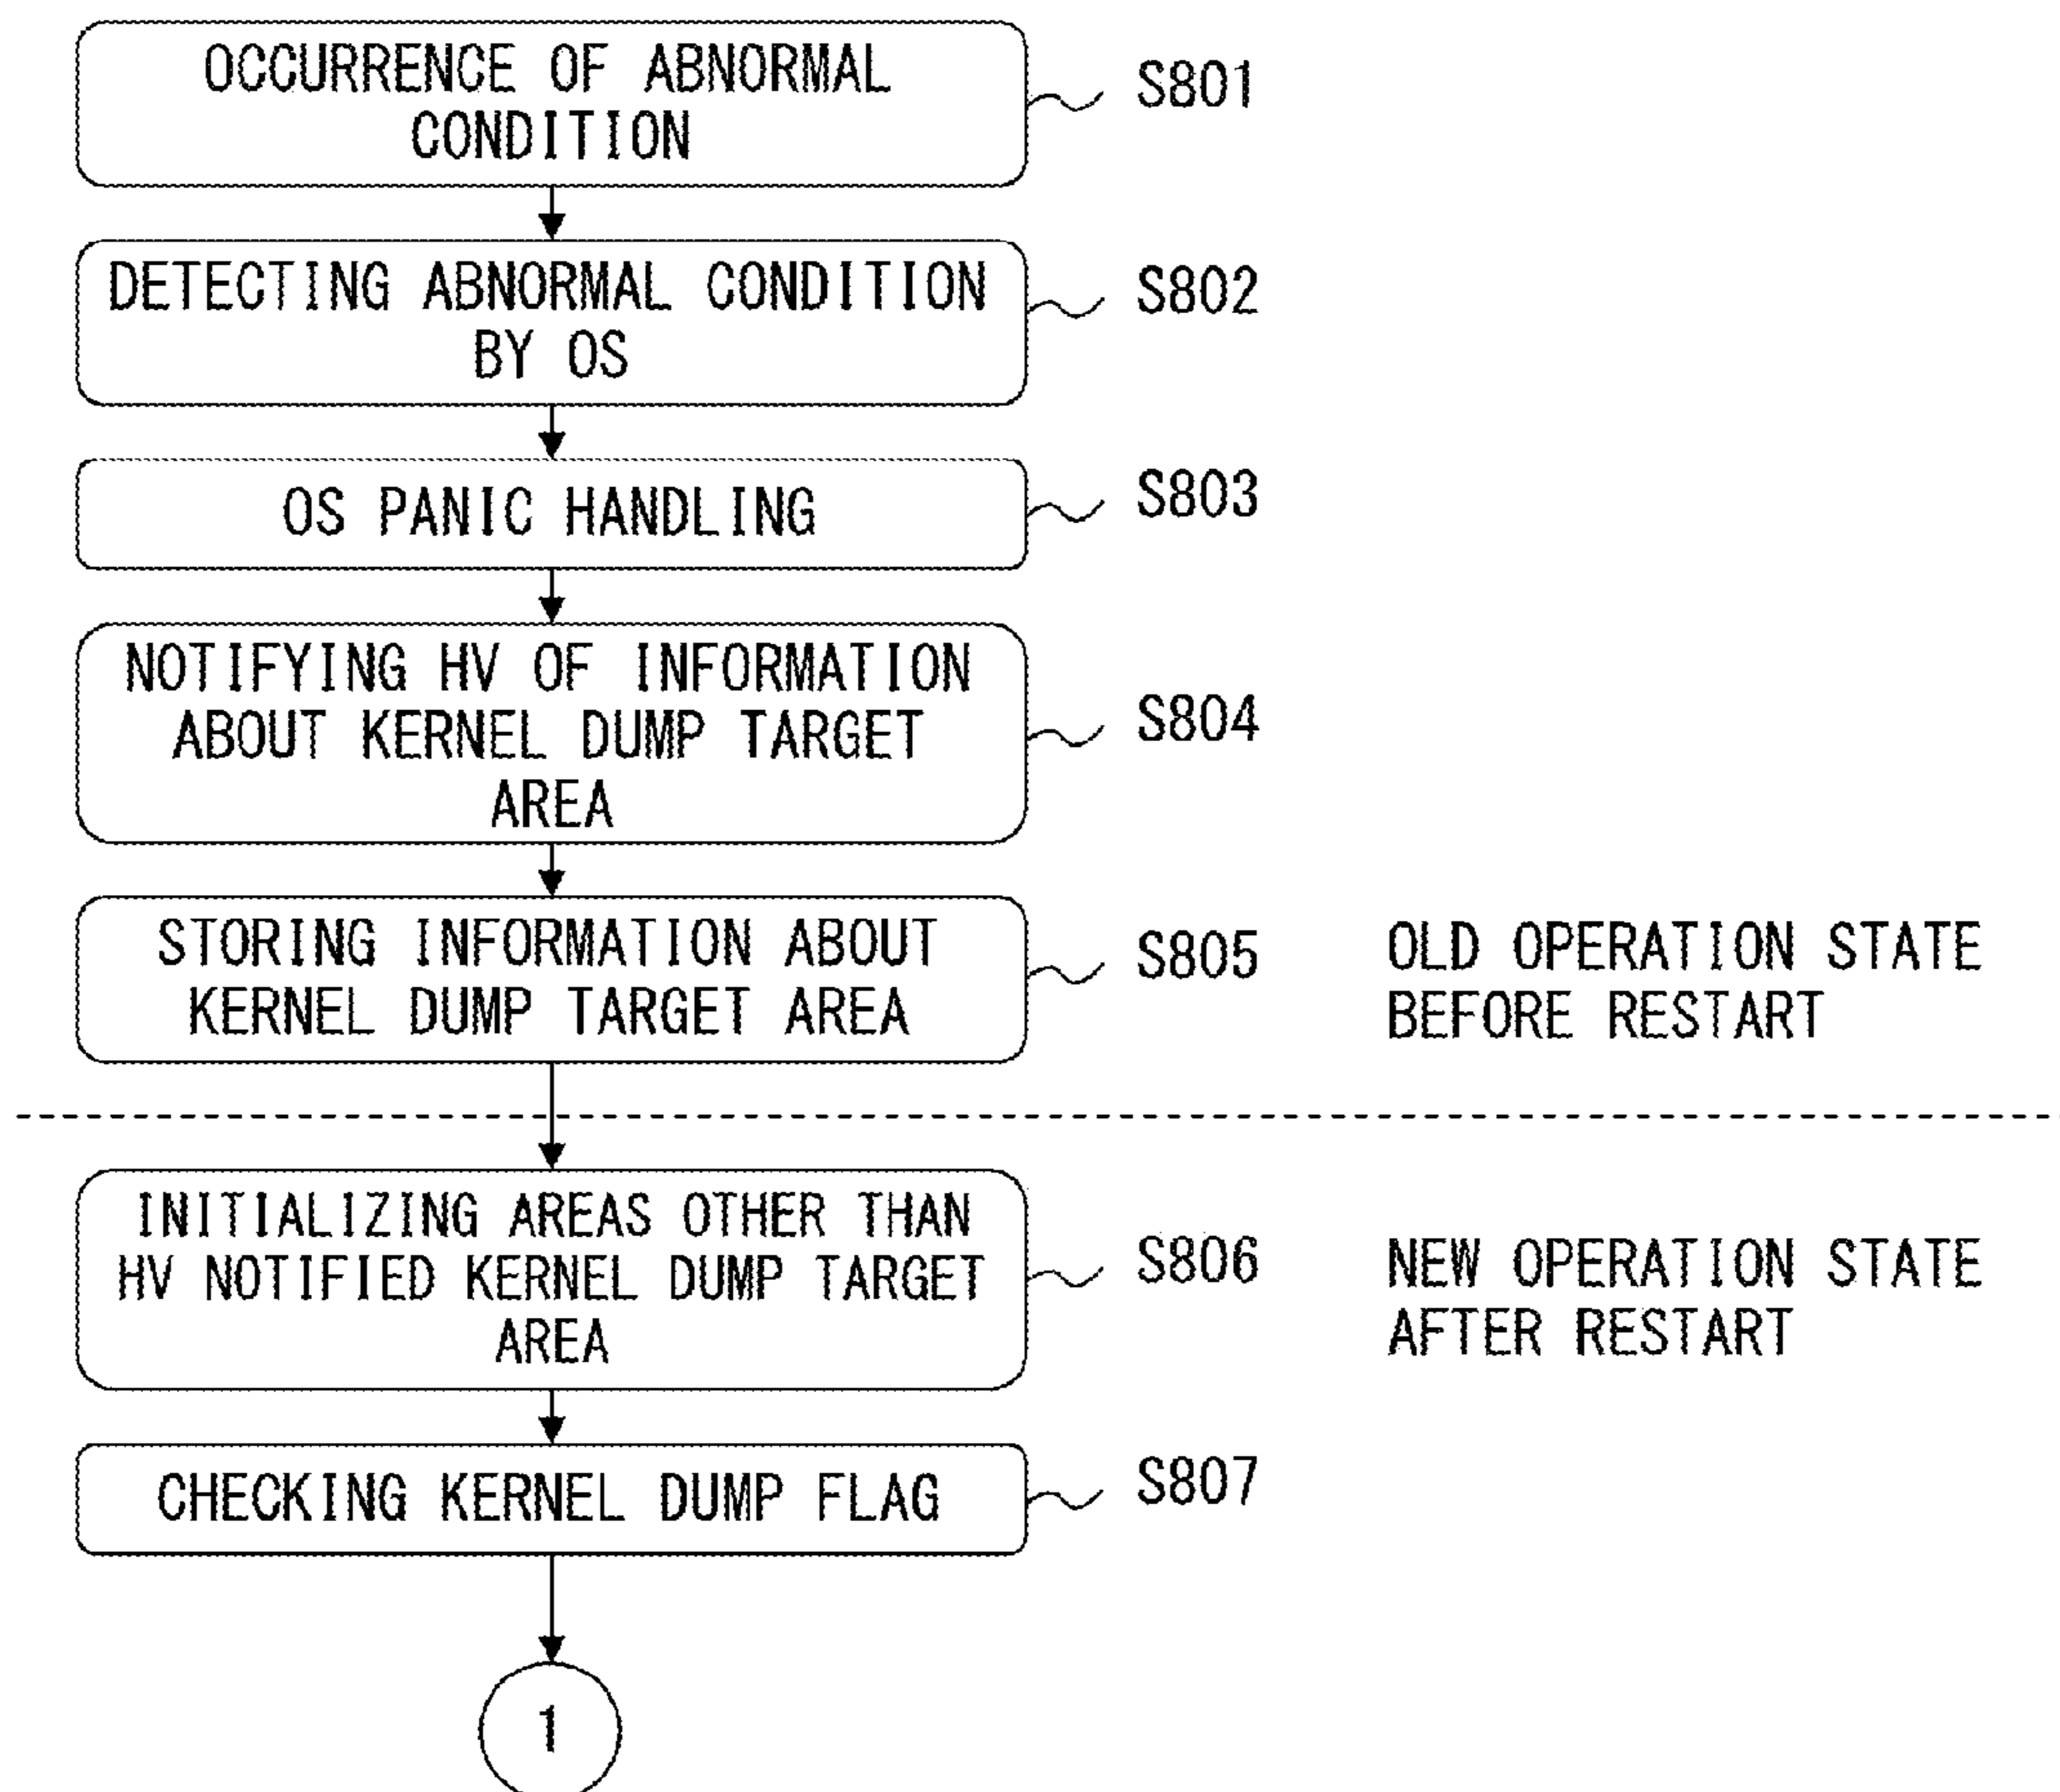 OCCURRENCE OF ABNORMAL
CONDITION
S801
DETECTING ABNORMAL CONDITION
BY OS
S802
OS PANIC HANDLING
S803
NOTIFYING HV OF INFORMATION
ABOUT KERNEL DUMP TARGET
AREA
S804
STORING INFORMATION ABOUT
KERNEL DUMP TARGET AREA
S805
OLD OPERATION STATE
BEFORE RESTART
INITIALIZING AREAS OTHER THAN
HV NOTIFIED KERNEL DUMP TARGET
AREA
S806
NEW OPERATION STATE
AFTER RESTART
CHECKING KERNEL DUMP FLAG
S807
1